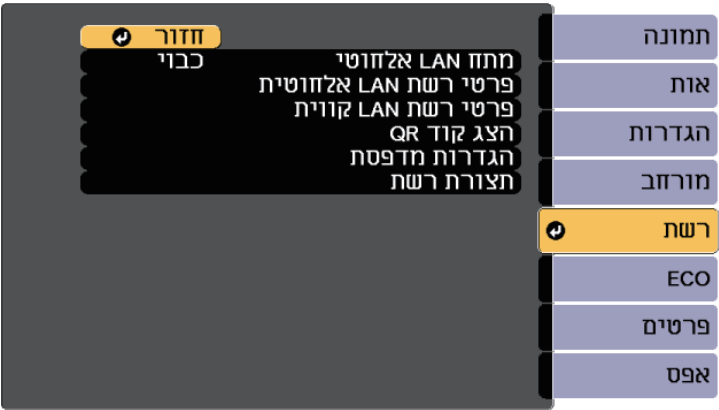 תמונה
אות
הגדרות
מורחב
רשת
ECO
פרטים
אפס
חזור
מתח LAN אלחוטי כבוי
פרטי רשת LAN אלחוטית
פרטי רשת LAN קווית
הצג קוד QR
הגדרות מדפסת
תצורת רשת